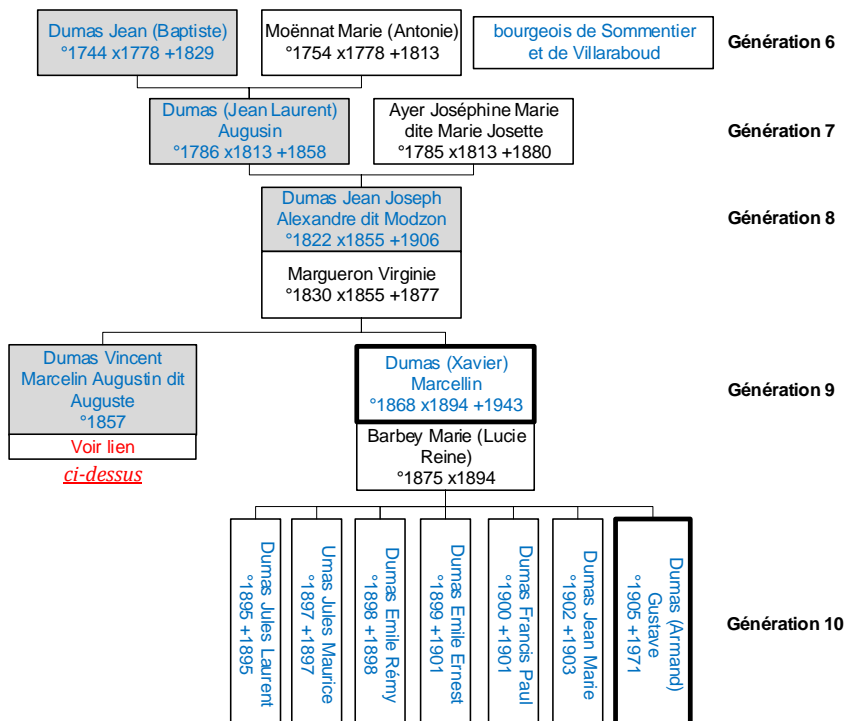 Dumas Jean (Baptiste)
°1744 x1778 +1829
Moënnat Marie (Antonie)
°1754 x1778 +1813
bourgeois de Sommentier
et de Villaraboud
Génération 6
Dumas (Jean Laurent)
Augusin
°1786 x1813 +1858
Ayer Joséphine Marie
dite Marie Josette
°1785 x1813 +1880
Génération 7
Dumas Jean Joseph
Alexandre dit Modzon
°1822 x1855 +1906
Génération 8
Margueron Virginie
°1830 x1855 +1877
Dumas Vincent
Marcelin Augustin dit
Auguste
°1857
Voir lien
ci-dessus
Dumas (Xavier)
Marcellin
°1868 x1894 +1943
Génération 9
Barbey Marie (Lucie
Reine)
°1875 x1894
Dumas Jules Laurent
°1895 +1895
Umas Jules Maurice
°1897 +1897
Dumas Emile Rémy
°1898 +1898
Dumas Emile Ernest
°1899 +1901
Dumas Francis Paul
°1900 +1901
Dumas Jean Marie
°1902 +1903
Dumas (Armand)
Gustave
°1905 +1971
Génération 10